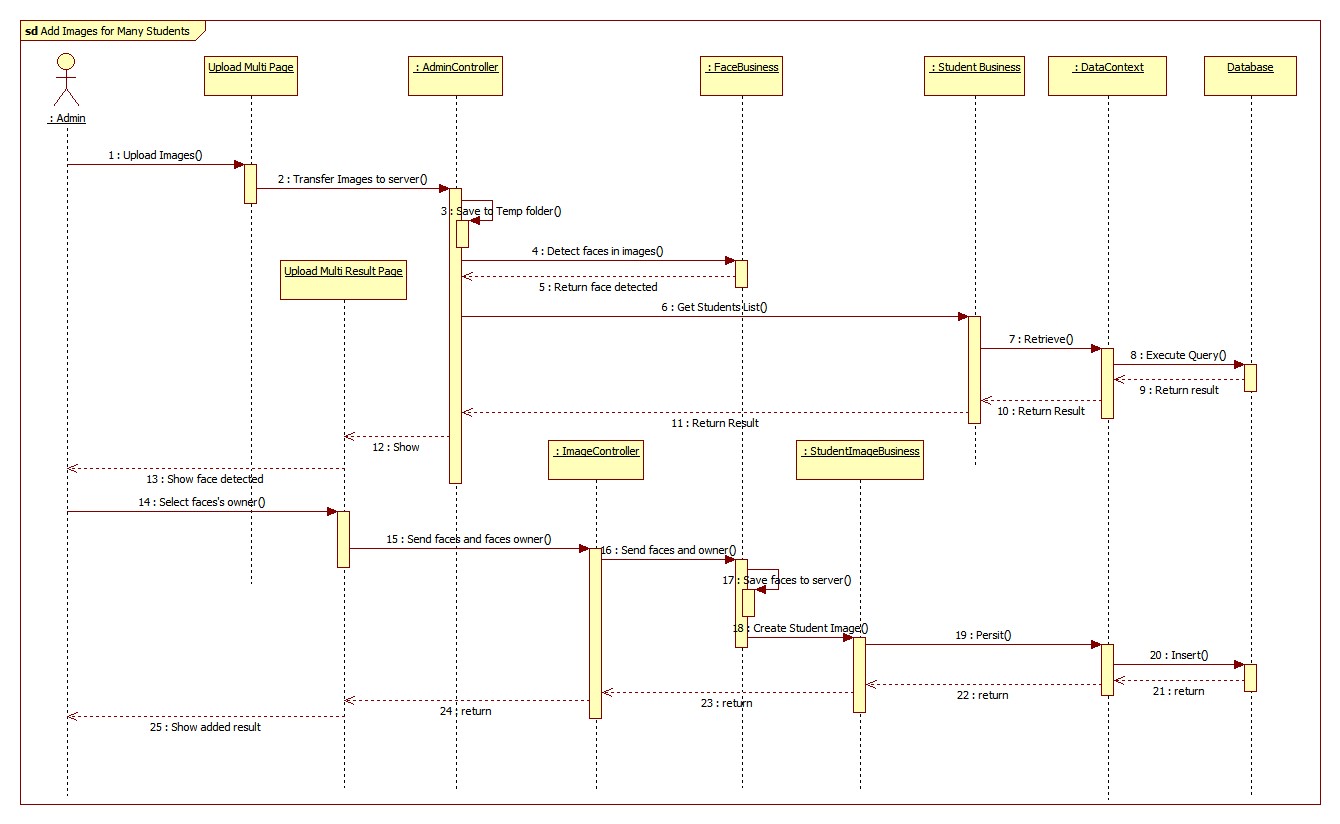 sd Add Images for Many Students
Upload Multi Page
: AdminController
: FaceBusiness
: Student Business
: DataContext
Database
: Admin
1 : Upload Images()
2 : Transfer Images to server()
3 : Save to Temp folder()
4 : Detect faces in images()
Upload Multi Result Page
5 : Return face detected
6 : Get Students List()
7 : Retrieve()
8 : Execute Query()
9 : Return result
10 : Return Result
11 : Return Result
12 : Show
: ImageController
: StudentImageBusiness
13 : Show face detected
14 : Select faces's owner()
15 : Send faces and faces owner()
16 : Send faces and owner()
17 : Save faces to server()
18 : Create Student Image()
19 : Persit()
20 : Insert()
21 : return
22 : return
23 : return
24 : return
25 : Show added result